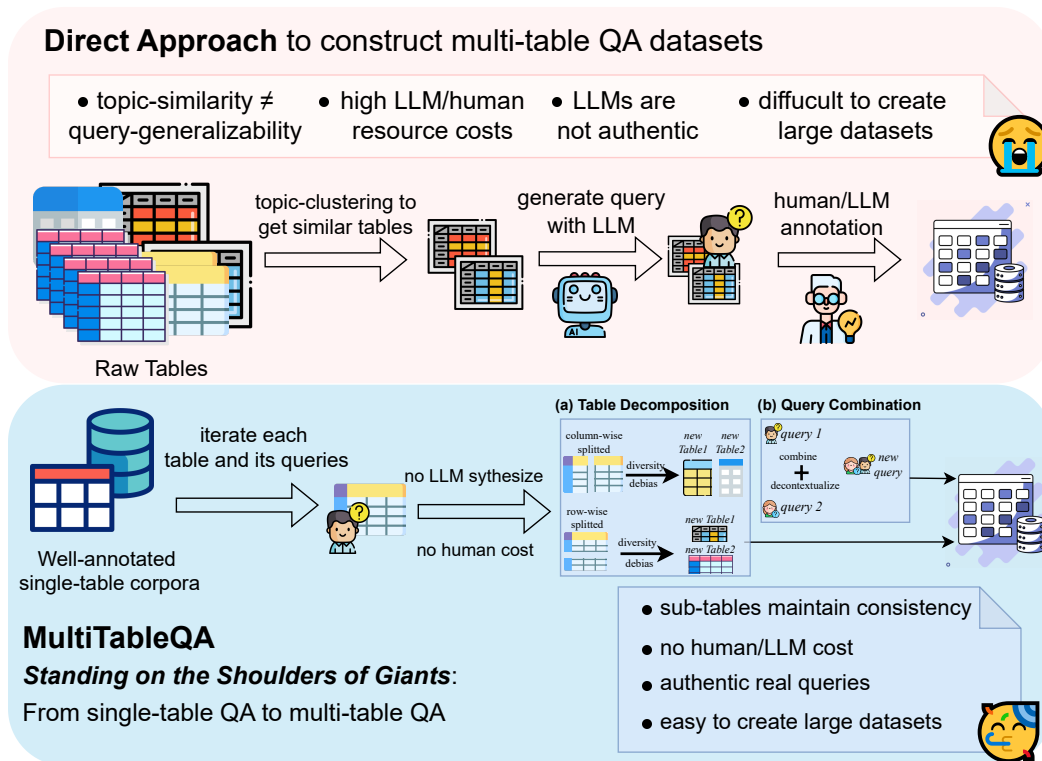 Direct Approach to construct multi-table QA datasets
• topic-similarity ≠
query-generalizability
• high LLM/human
resource costs
• LLMs are
not authentic
• diffucult to create
large datasets
topic-clustering to
get similar tables
generate query
with LLM
human/LLM
annotation
?
AI
Raw Tables
iterate each
table and its queries
Well-annotated
single-table corpora
?
no LLM sythesize
no human cost
(a) Table Decomposition
column-wise
splitted
diversity
debias
new
Table1
new
Table2
row-wise
splitted
diversity
debias
new Table1
new Table2
(b) Query Combination
query 1
combine
+
decontextualize
query 2
new
query
MultiTableQA
Standing on the Shoulders of Giants:
From single-table QA to multi-table QA
• sub-tables maintain consistency
• no human/LLM cost
• authentic real queries
• easy to create large datasets